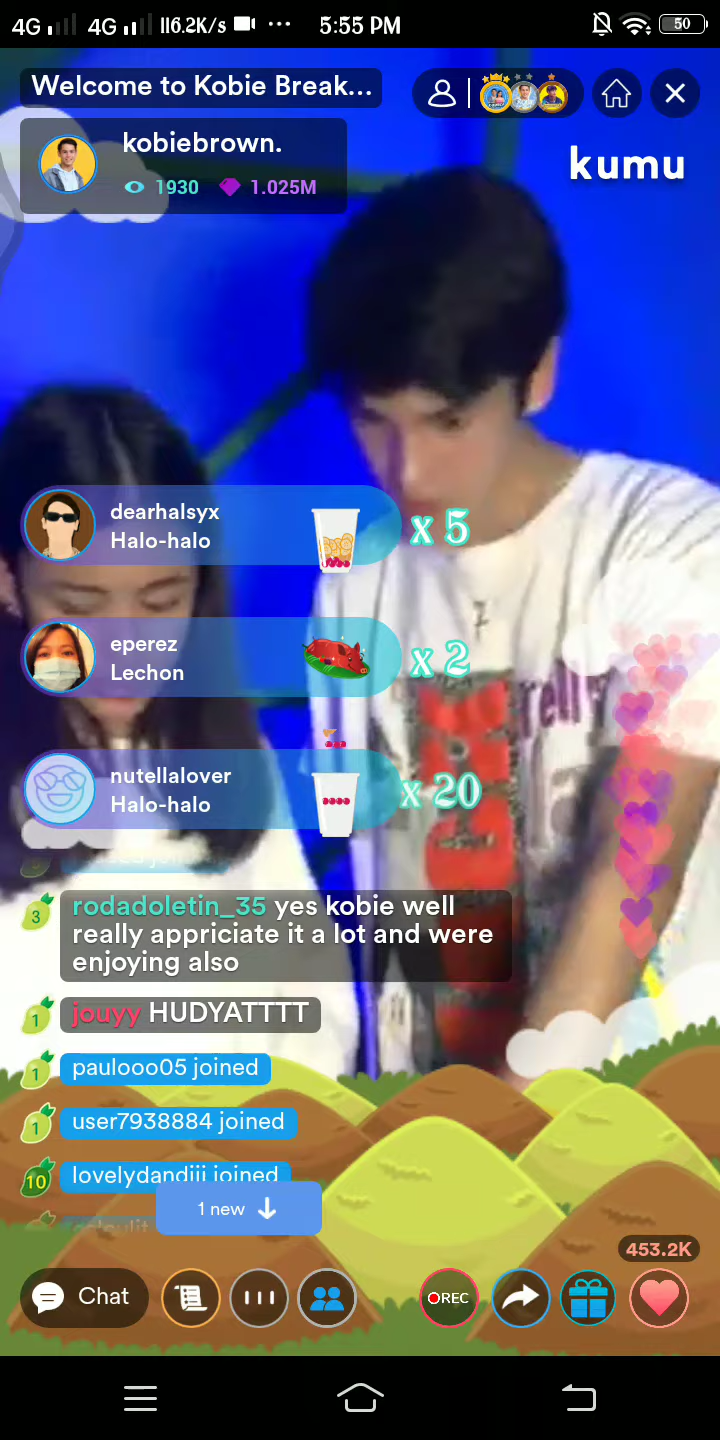 4G 4G 116.2K/s ··· 5:55 PM 50
Welcome to Kobie Break...
kobiebrown.
1930 1.025M
kumu
dearhalsyx
Halo-halo
x 5
eperez
Lechon
x 2
nutellalover
Halo-halo
x 20
3 rodadoletin_35 yes kobie well
really appriciate it a lot and were
enjoying also
1 jouyy HUDYATTTT
1 paulooo05 joined
1 user7938884 joined
10 lovelydandiii joined
1 new
453.2K
Chat
REC